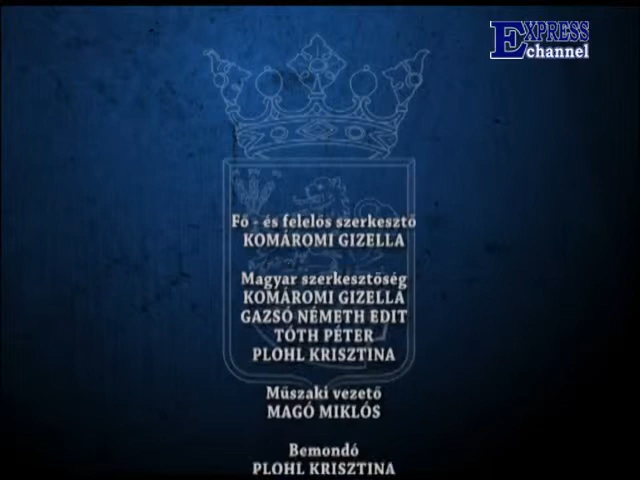 EXPRESS
channel
Fő - és felelős szerkesztő
KOMÁROMI GIZELLA
Magyar szerkesztőség
KOMÁROMI GIZELLA
GAZSÓ NÉMETH EDIT
TÓTH PÉTER
PLOHL KRISZTINA
Műszaki vezető
MAGÓ MIKLÓS
Bemondó
PLOHL KRISZTINA